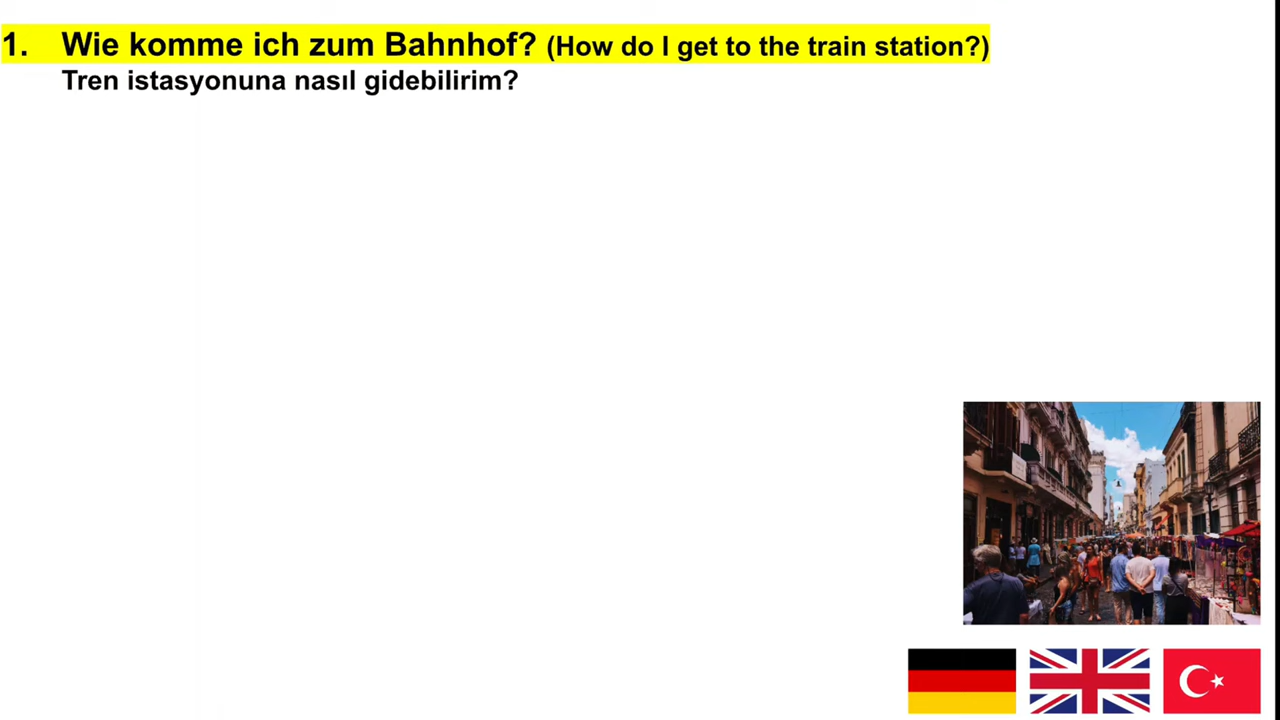 1. Wie komme ich zum Bahnhof? (How do I get to the train station?)
Tren istasyonuna nasıl gidebilirim?